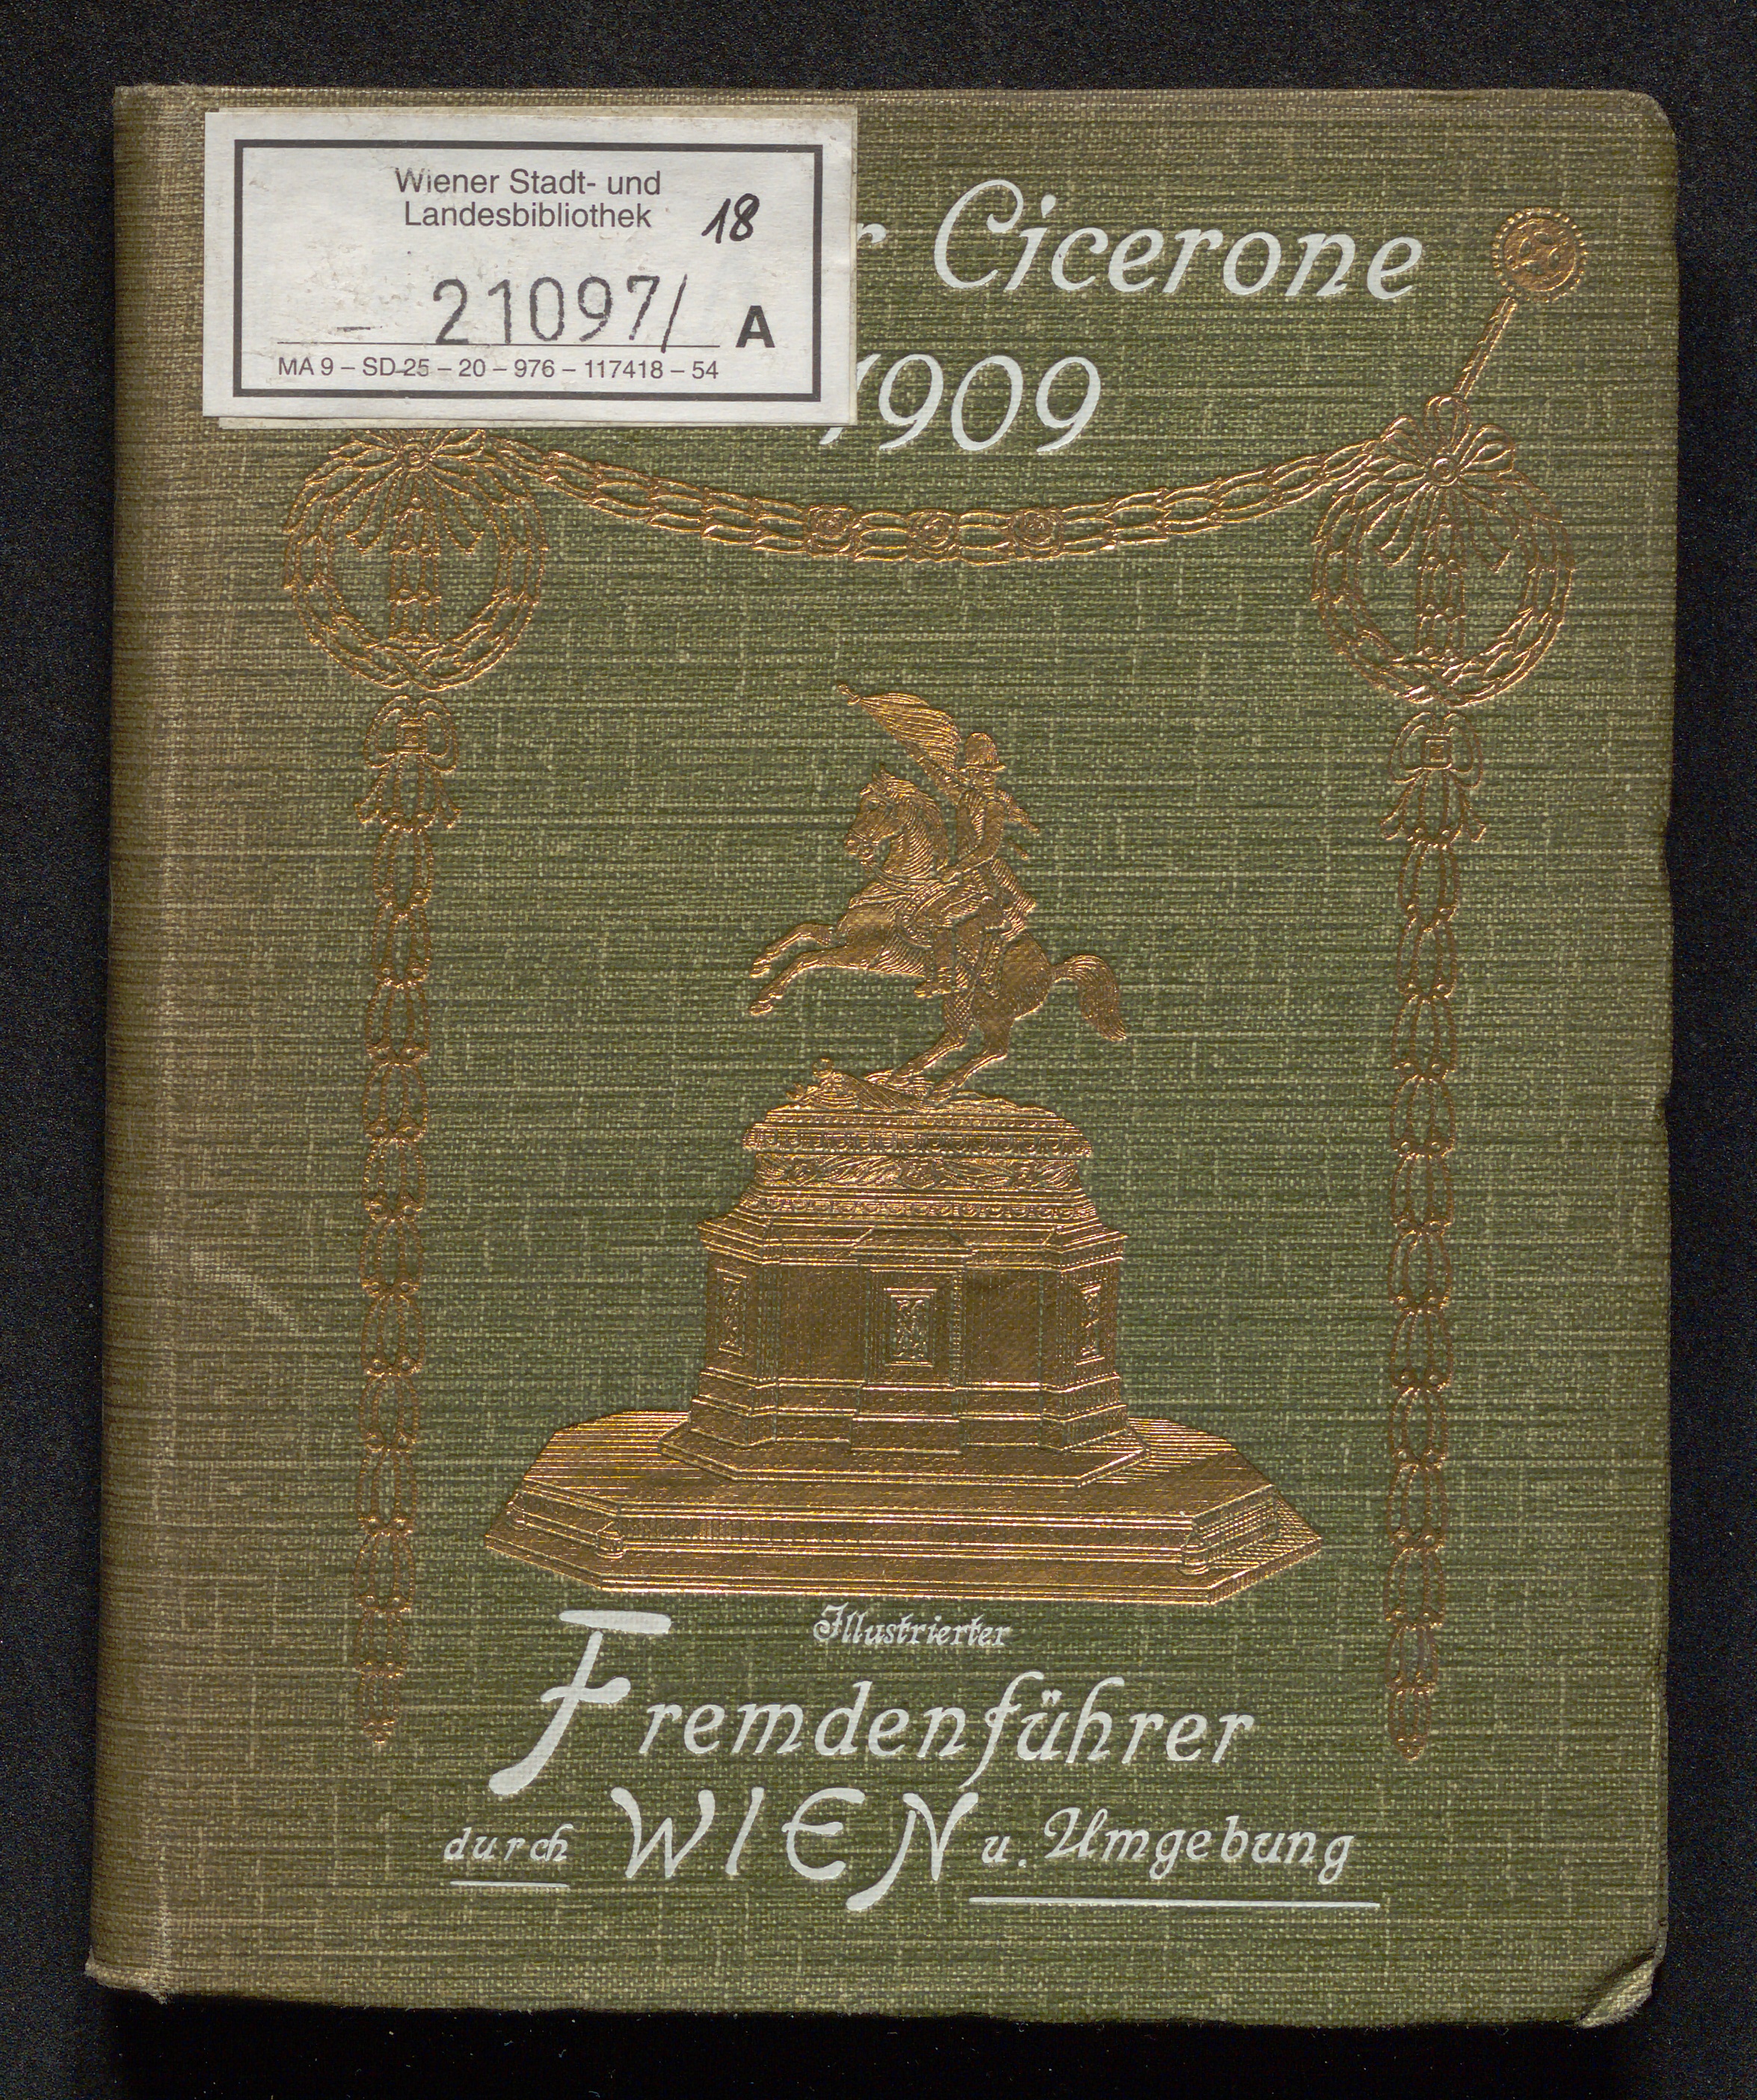 Wiener Stadt- und
Landesbibliothek
18
21097/ A
MA 9 – SD 25 – 20 – 976 – 117418 – 54
r Cicerone
1909
Illustrierter
Fremdenführer
durch WIEN u. Umgebung